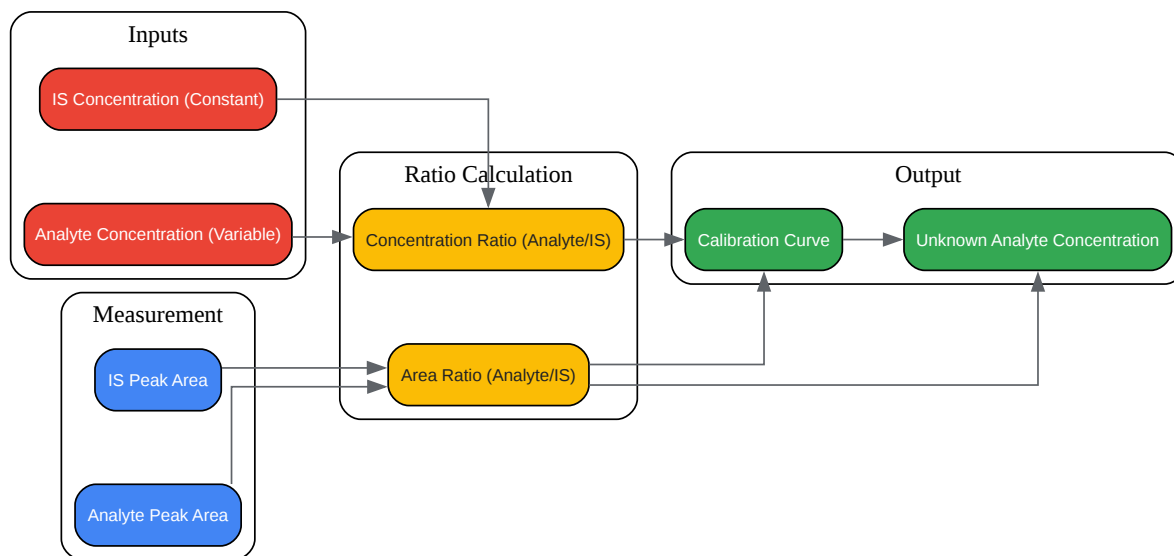 Inputs
IS Concentration (Constant)
Analyte Concentration (Variable)
Ratio Calculation
Concentration Ratio (Analyte/IS)
Area Ratio (Analyte/IS)
Output
Calibration Curve
Unknown Analyte Concentration
Measurement
IS Peak Area
Analyte Peak Area